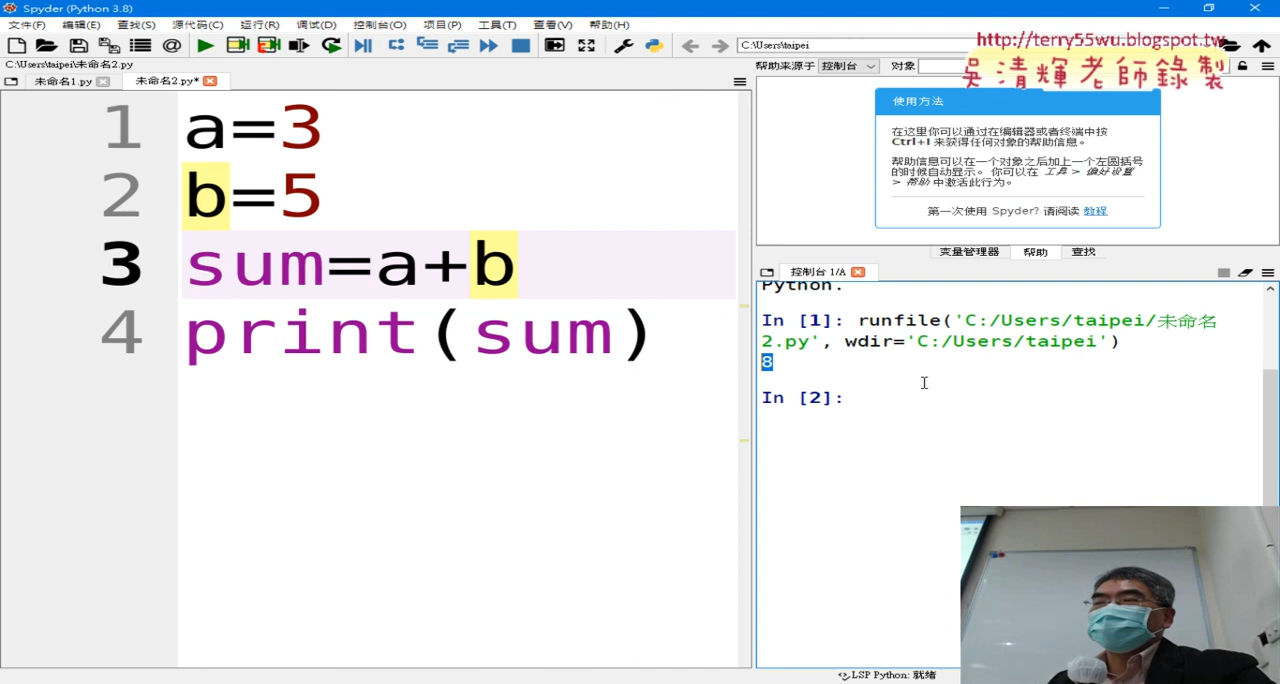 Spyder (Python 3.8)
文件(F) 编辑(E) 查找(S) 源代码(C) 运行(R) 调试(D) 控制台(O) 项目(P) 工具(T) 查看(V) 帮助(H)
C:\Users\taipei
http://terry55wu.blogspot.tw
吳清輝老師錄製
C:\Users\taipei\未命名2.py
未命名1.py
未命名2.py*
1 a=3
2 b=5
3 sum=a+b
4 print(sum)
帮助来源于 控制台 对象
使用方法
在这里你可以通过在编辑器或者终端中按
Ctrl+I 来获得任何对象的帮助信息。
帮助信息可以在一个对象之后加上一个左圆括号
的时候自动显示。 你可以在 工具 > 偏好设置
> 帮助 中激活此行为。
第一次使用 Spyder? 请阅读 教程
变量管理器 帮助 查找
控制台 1/A
Python.
In [1]: runfile('C:/Users/taipei/未命名
2.py', wdir='C:/Users/taipei')
8
In [2]:
LSP Python: 就绪